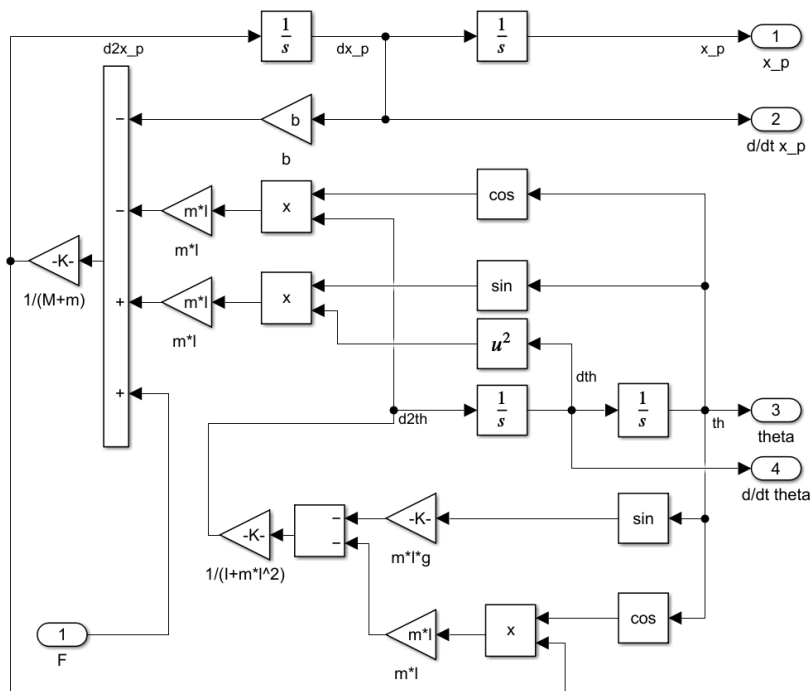 1
s
1
s
1
d2x_p
dx_p
x_p
x_p
−
b
2
b
d/dt x_p
cos
−
m*l
x
m*l
-K-
sin
1/(M+m)
+
m*l
x
m*l
u²
dth
+
1
s
1
s
3
d2th
th
theta
4
d/dt theta
−
-K-
sin
-K-
−
m*l*g
1/(I+m*l^2)
cos
1
m*l
x
F
m*l